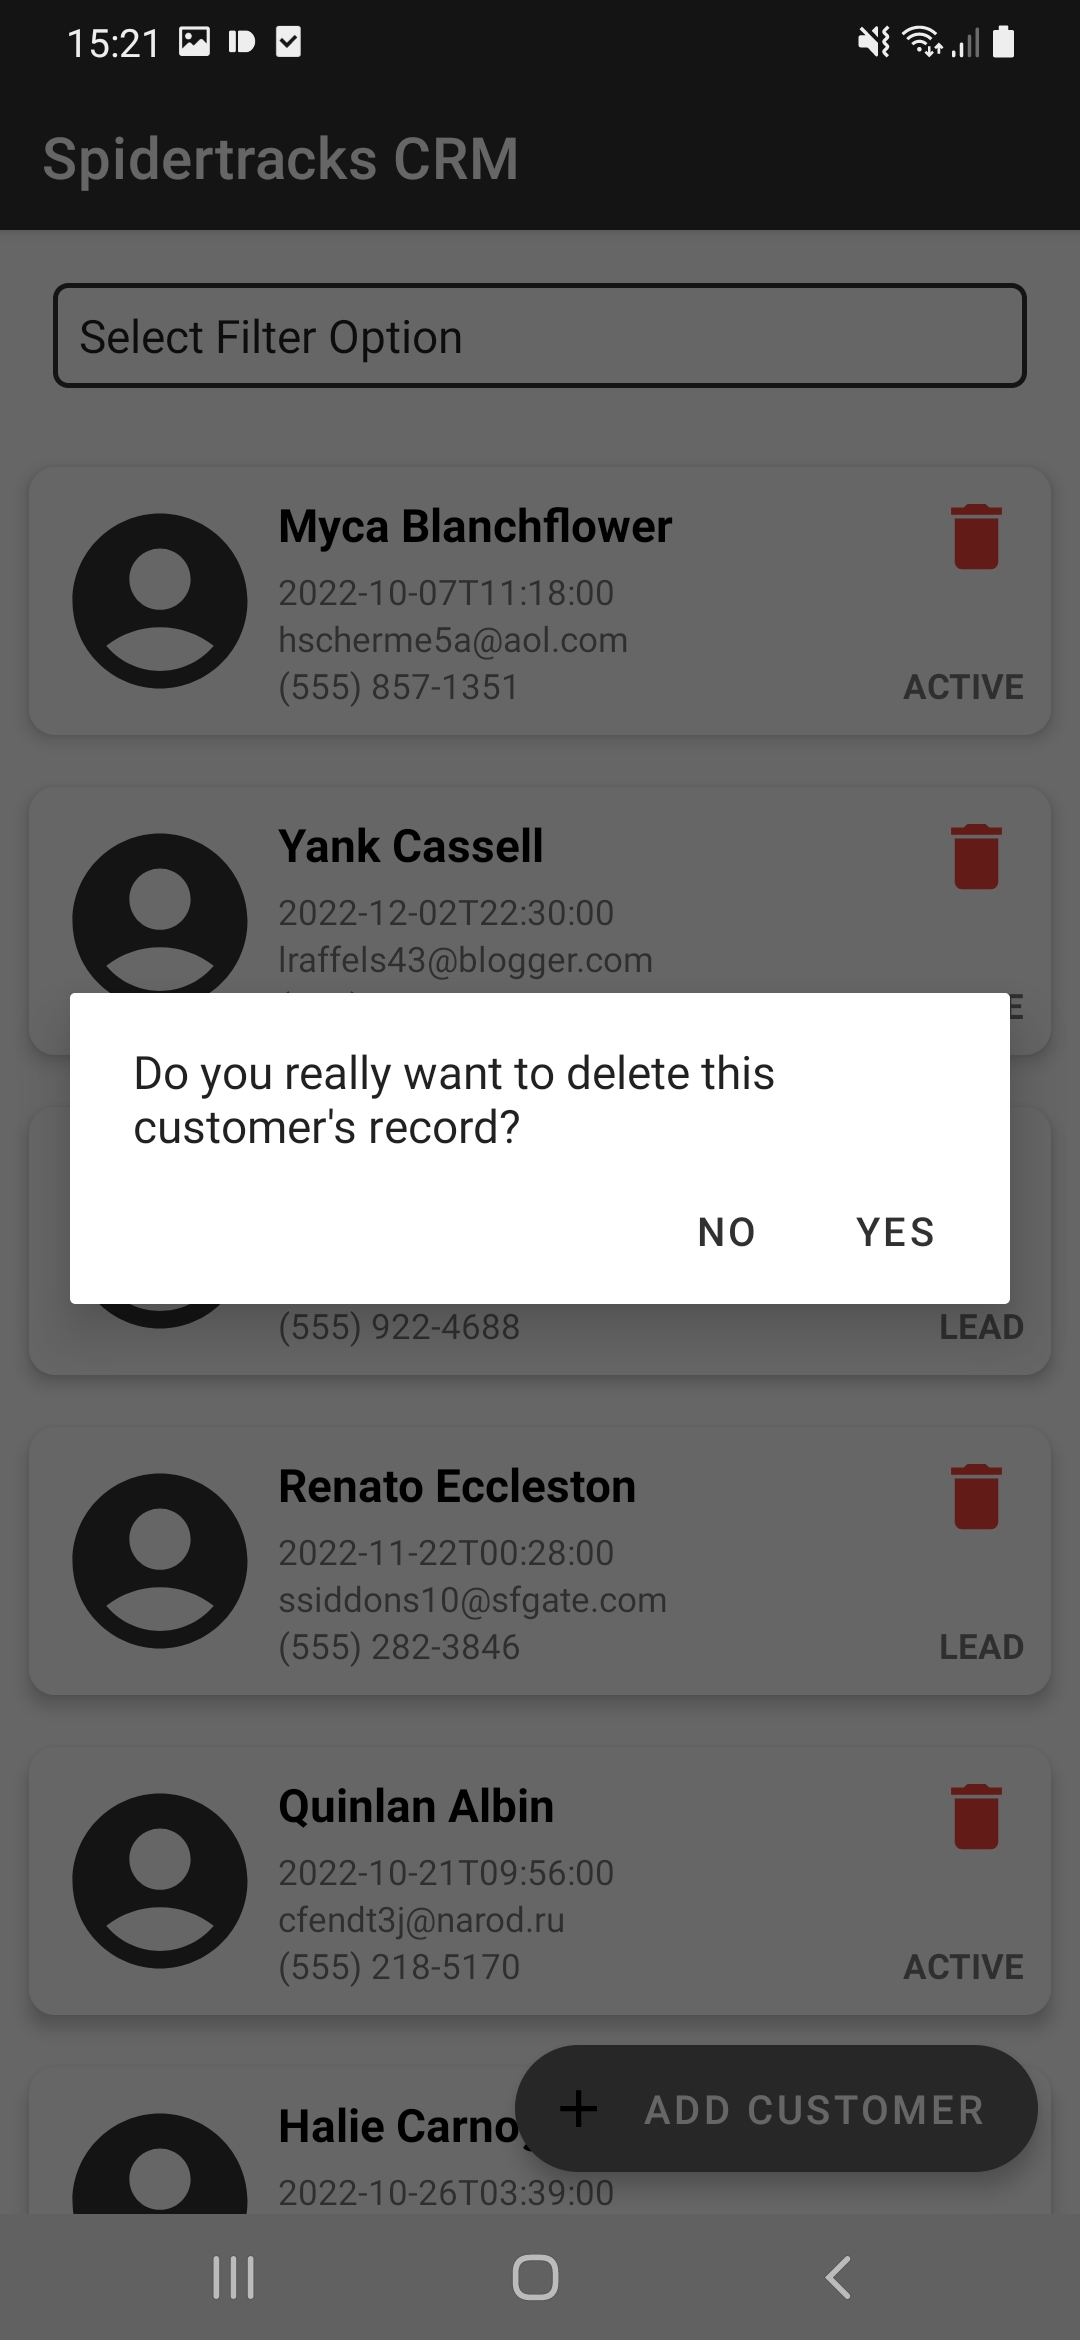 15:21
Spidertracks CRM
Select Filter Option
Myca Blanchflower
2022-10-07T11:18:00
hscherme5a@aol.com
(555) 857-1351
ACTIVE
Yank Cassell
2022-12-02T22:30:00
lraffels43@blogger.com
Do you really want to delete this
customer's record?
NO YES
(555) 922-4688
LEAD
Renato Eccleston
2022-11-22T00:28:00
ssiddons10@sfgate.com
(555) 282-3846
LEAD
Quinlan Albin
2022-10-21T09:56:00
cfendt3j@narod.ru
(555) 218-5170
ACTIVE
Halie
ADD CUSTOMER
2022-10-26T03:39:00